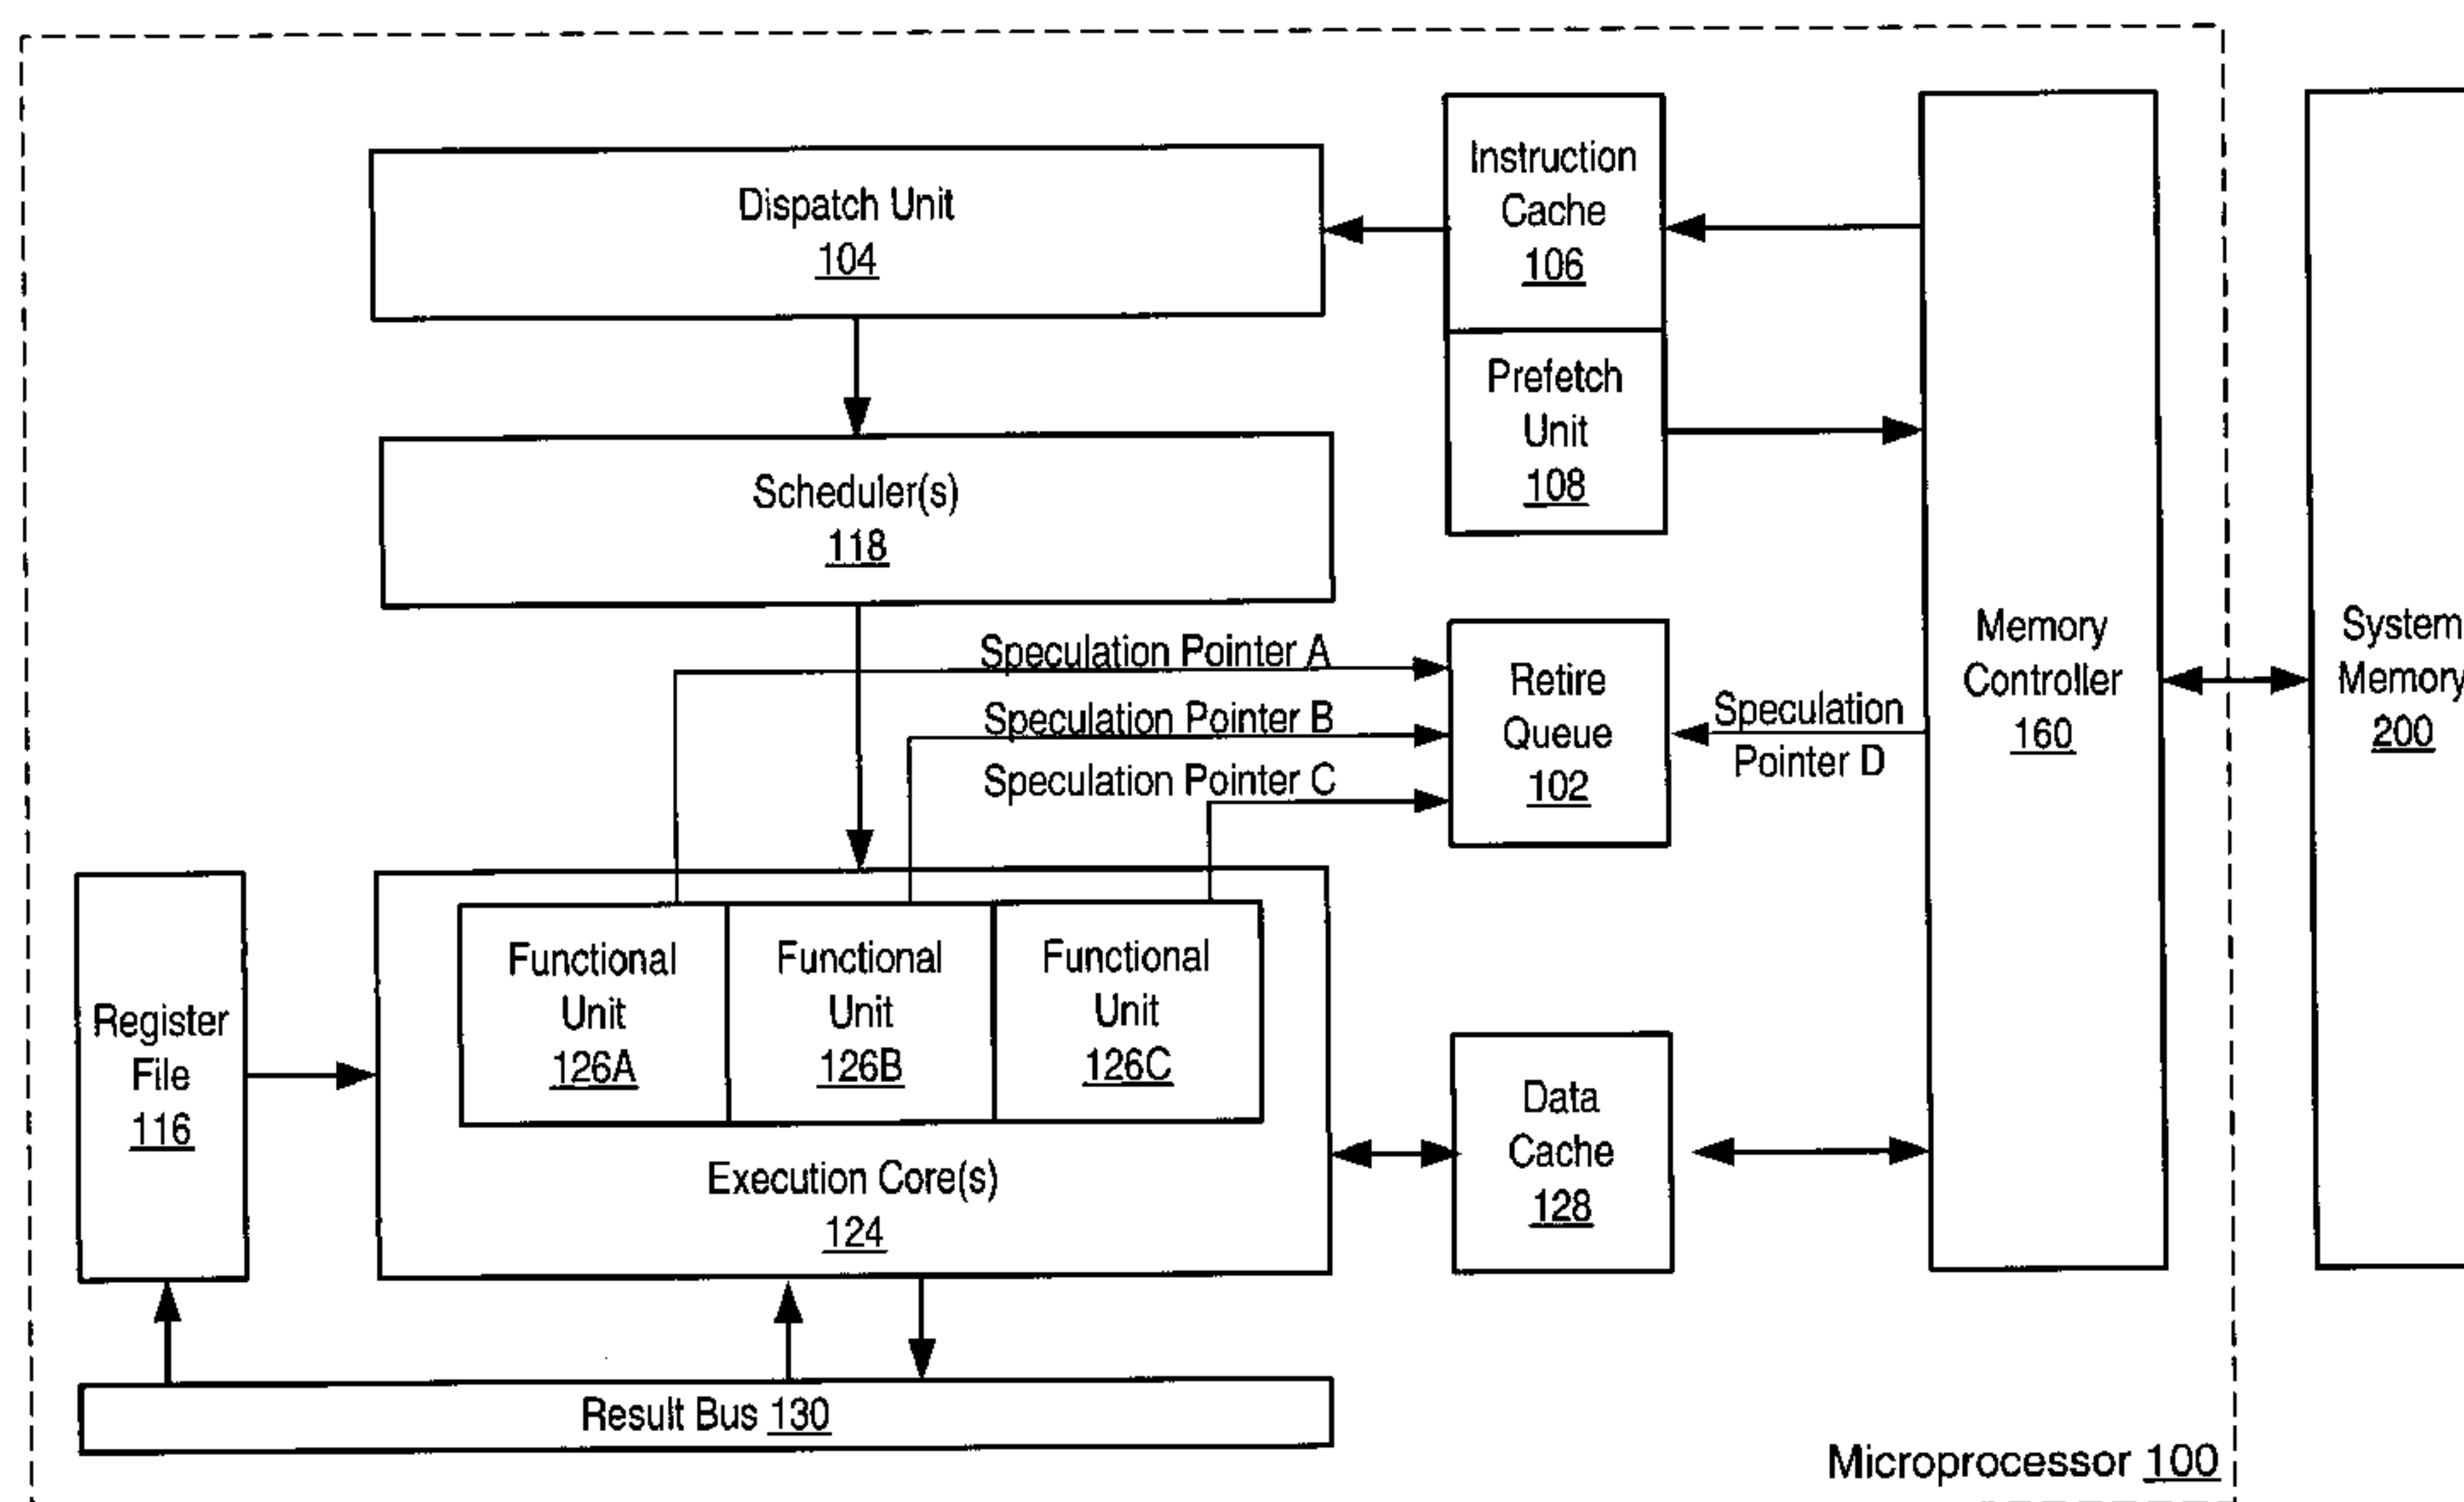 Dispatch Unit
104
Instruction
Cache
106
Prefetch
Unit
108
Scheduler(s)
118
Speculation Pointer A
Speculation Pointer B
Speculation Pointer C
Retire
Queue
102
Speculation
Pointer D
Memory
Controller
160
System
Memory
200
Register
File
116
Functional
Unit
126A
Functional
Unit
126B
Functional
Unit
126C
Execution Core(s)
124
Data
Cache
128
Result Bus 130
Microprocessor 100